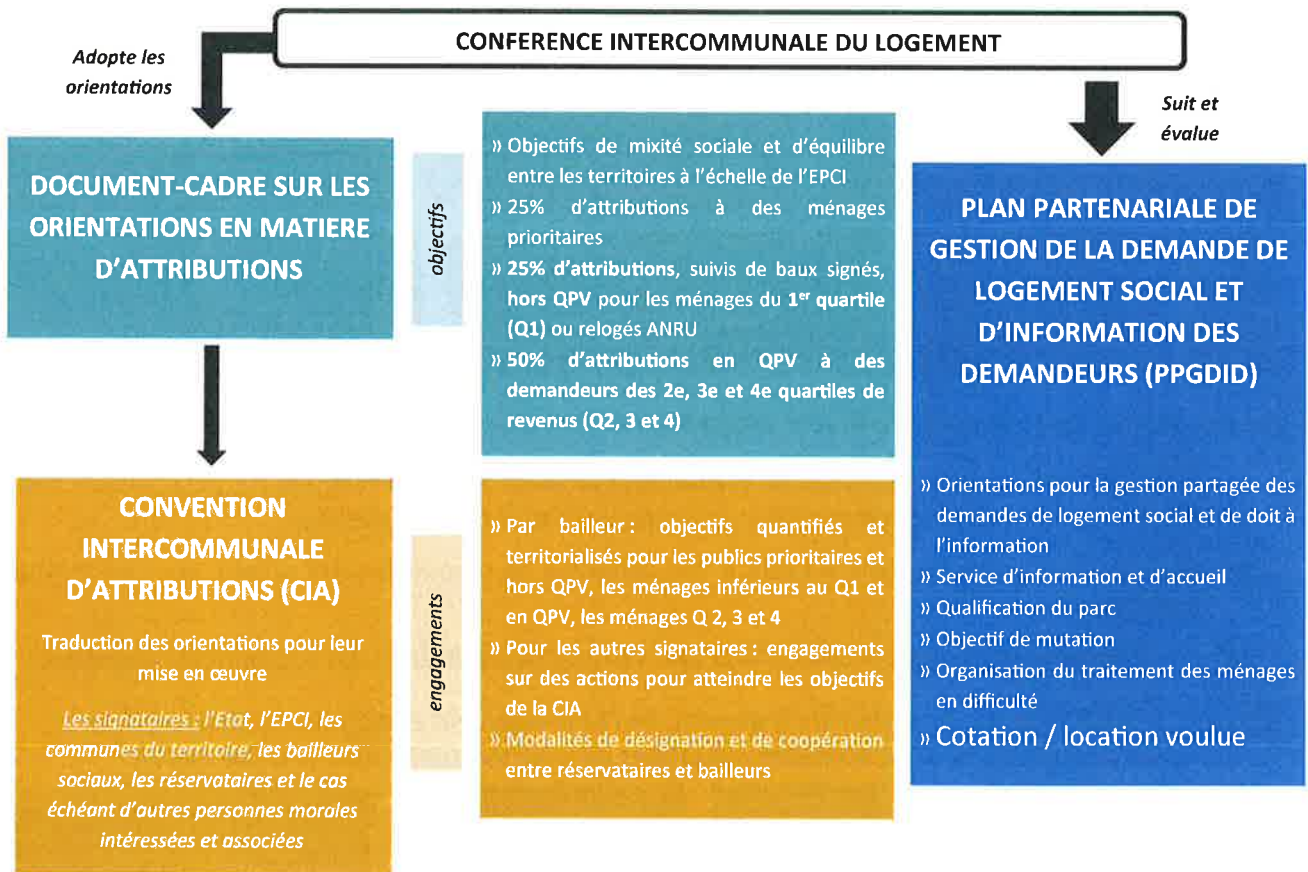 CONFERENCE INTERCOMMUNALE DU LOGEMENT
Adopte les
orientations
Suit et
évalue
DOCUMENT-CADRE SUR LES
ORIENTATIONS EN MATIERE
D'ATTRIBUTIONS
objectifs
» Objectifs de mixité sociale et d'équilibre
entre les territoires à l'échelle de l'EPCI
» 25% d'attributions à des ménages
prioritaires
» 25% d'attributions, suivis de baux signés,
hors QPV pour les ménages du 1er quartile
(Q1) ou relogés ANRU
» 50% d'attributions en QPV à des
demandeurs des 2e, 3e et 4e quartiles de
revenus (Q2, 3 et 4)
CONVENTION
INTERCOMMUNALE
D'ATTRIBUTIONS (CIA)
Traduction des orientations pour leur
mise en œuvre
Les signataires : l'Etat, l'EPCI, les
communes du territoire, les bailleurs
sociaux, les réservataires et le cas
échéant d'autres personnes morales
intéressées et associées
engagements
» Par bailleur : objectifs quantifiés et
territorialisés pour les publics prioritaires et
hors QPV, les ménages inférieurs au Q1 et
en QPV, les ménages Q 2, 3 et 4
» Pour les autres signataires : engagements
sur des actions pour atteindre les objectifs
de la CIA
» Modalités de désignation et de coopération
entre réservataires et bailleurs
PLAN PARTENARIALE DE
GESTION DE LA DEMANDE DE
LOGEMENT SOCIAL ET
D'INFORMATION DES
DEMANDEURS (PPGDID)
» Orientations pour la gestion partagée des
demandes de logement social et de doit à
l'information
» Service d'information et d'accueil
» Qualification du parc
» Objectif de mutation
» Organisation du traitement des ménages
en difficulté
» Cotation / location voulue